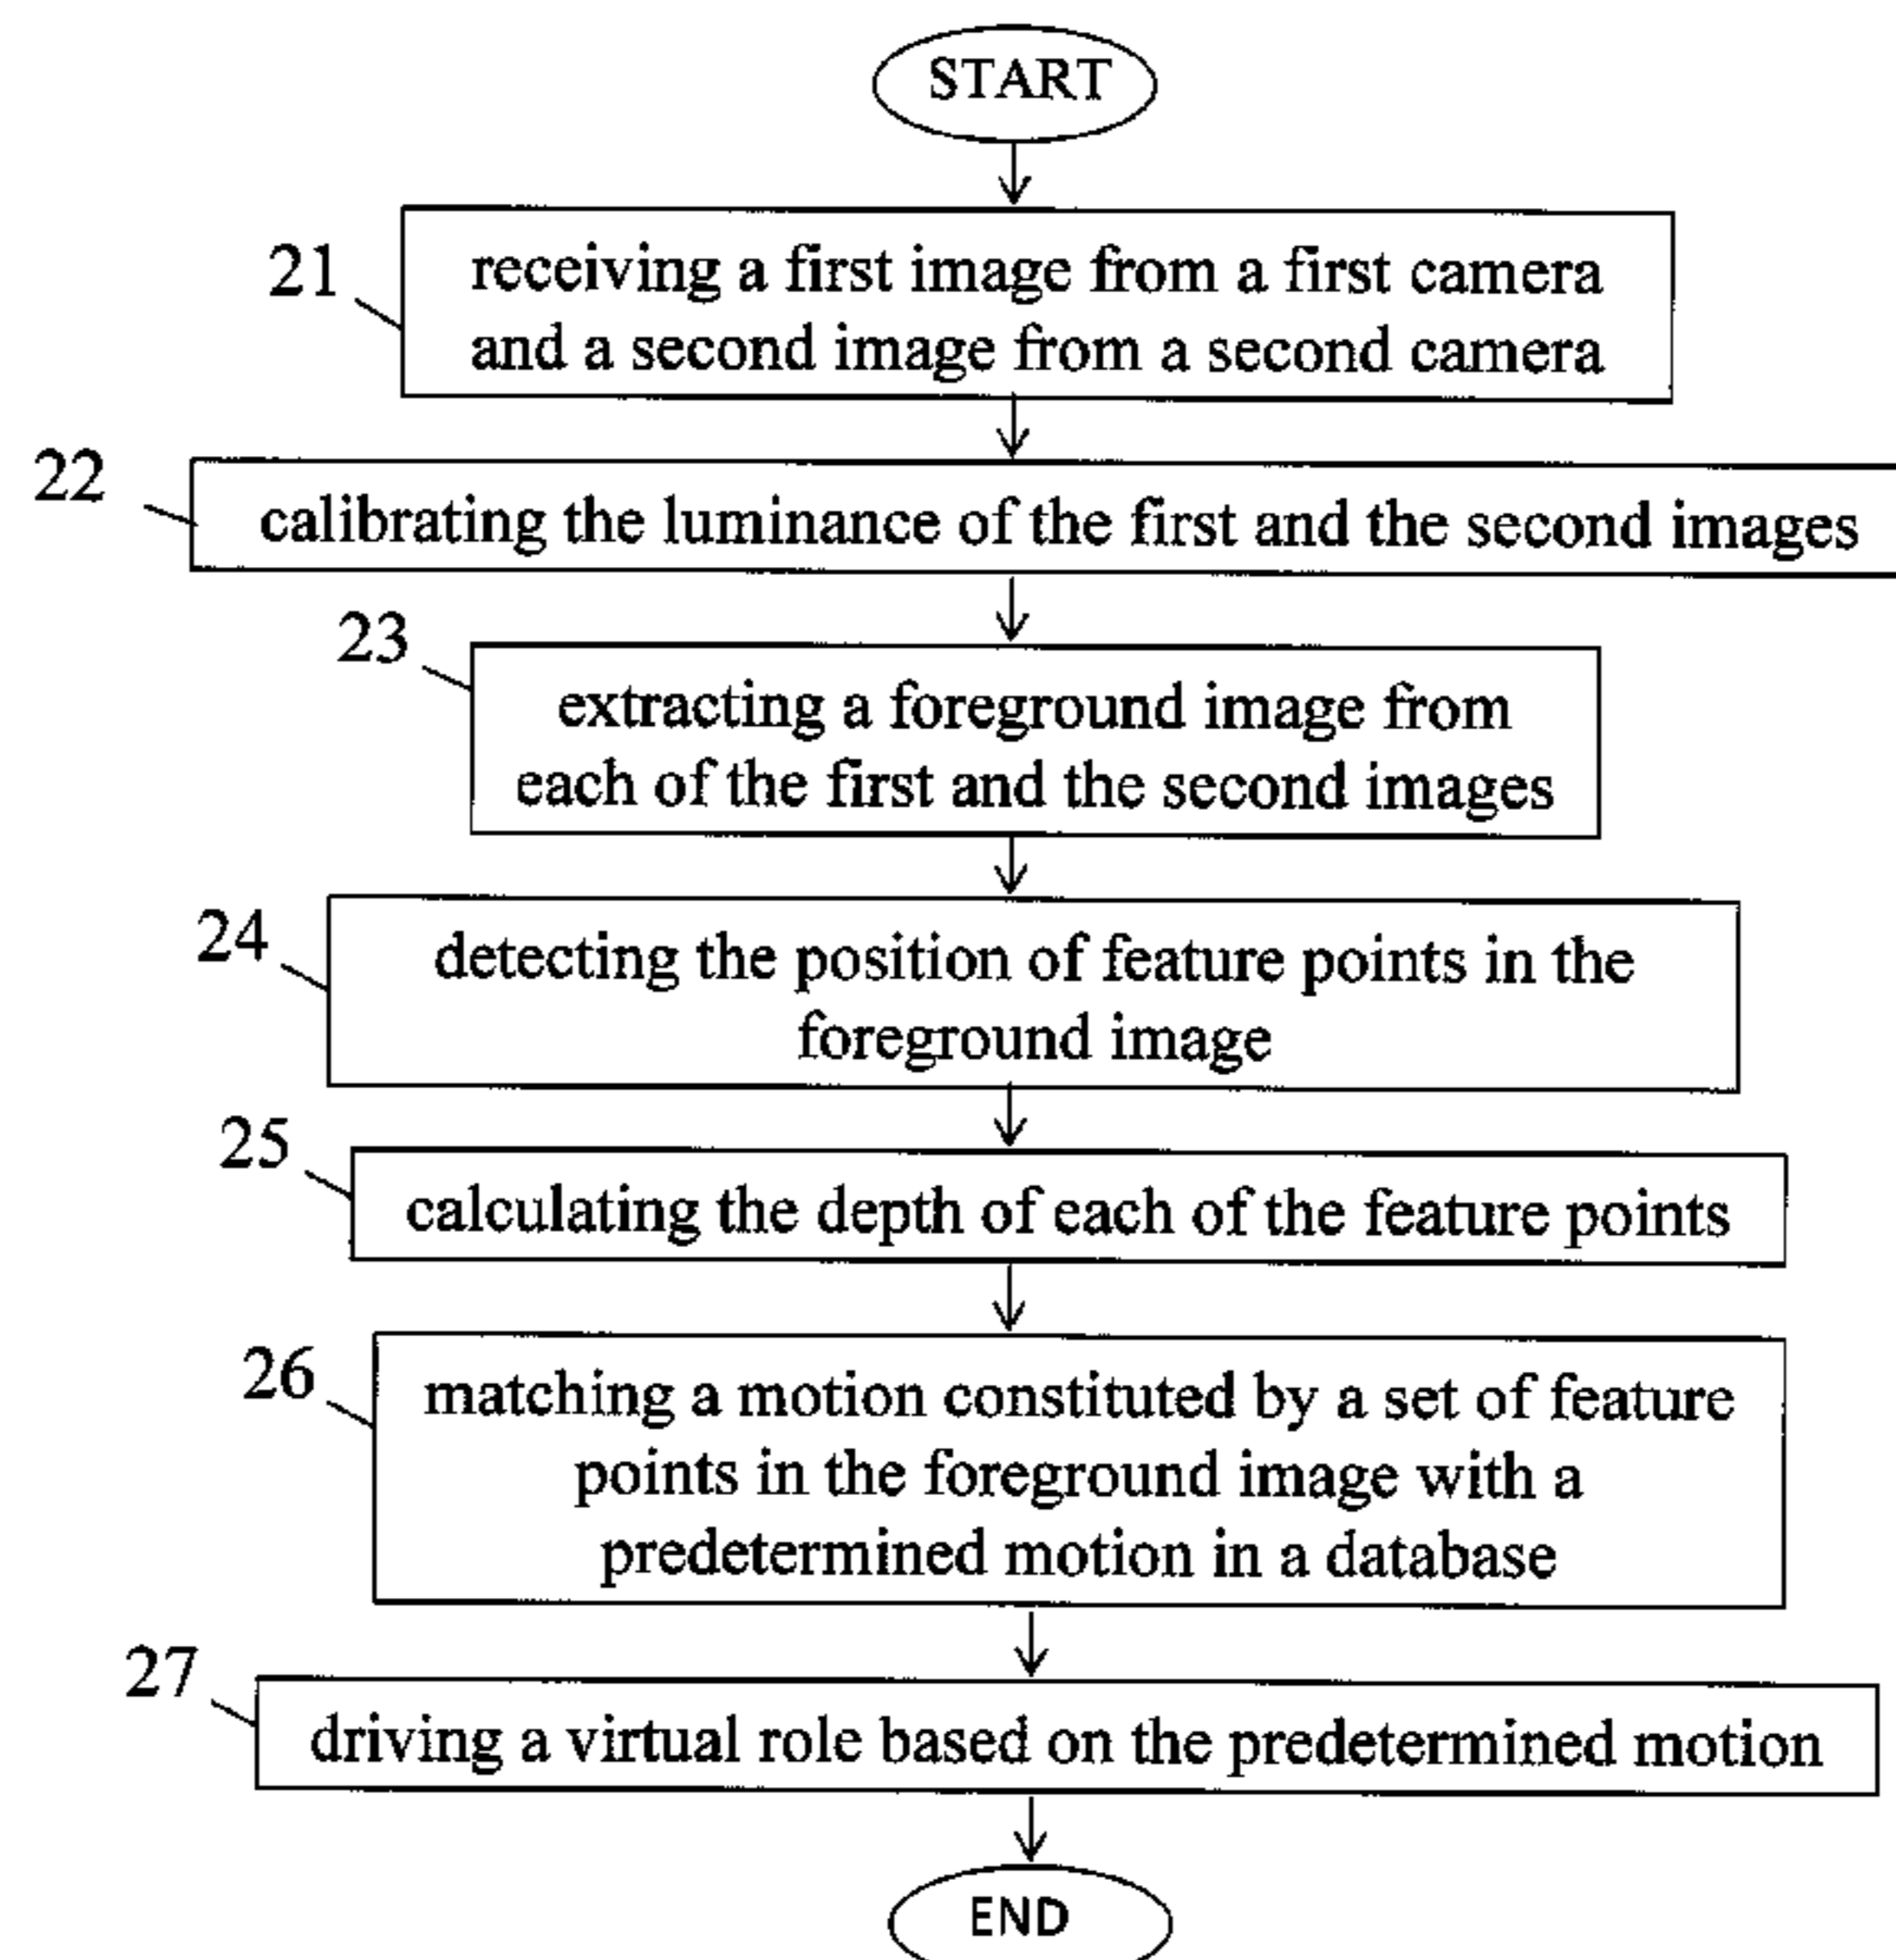 START
21
receiving a first image from a first camera
and a second image from a second camera
22
calibrating the luminance of the first and the second images
23
extracting a foreground image from
each of the first and the second images
24
detecting the position of feature points in the
foreground image
25
calculating the depth of each of the feature points
26
matching a motion constituted by a set of feature
points in the foreground image with a
predetermined motion in a database
27
driving a virtual role based on the predetermined motion
END